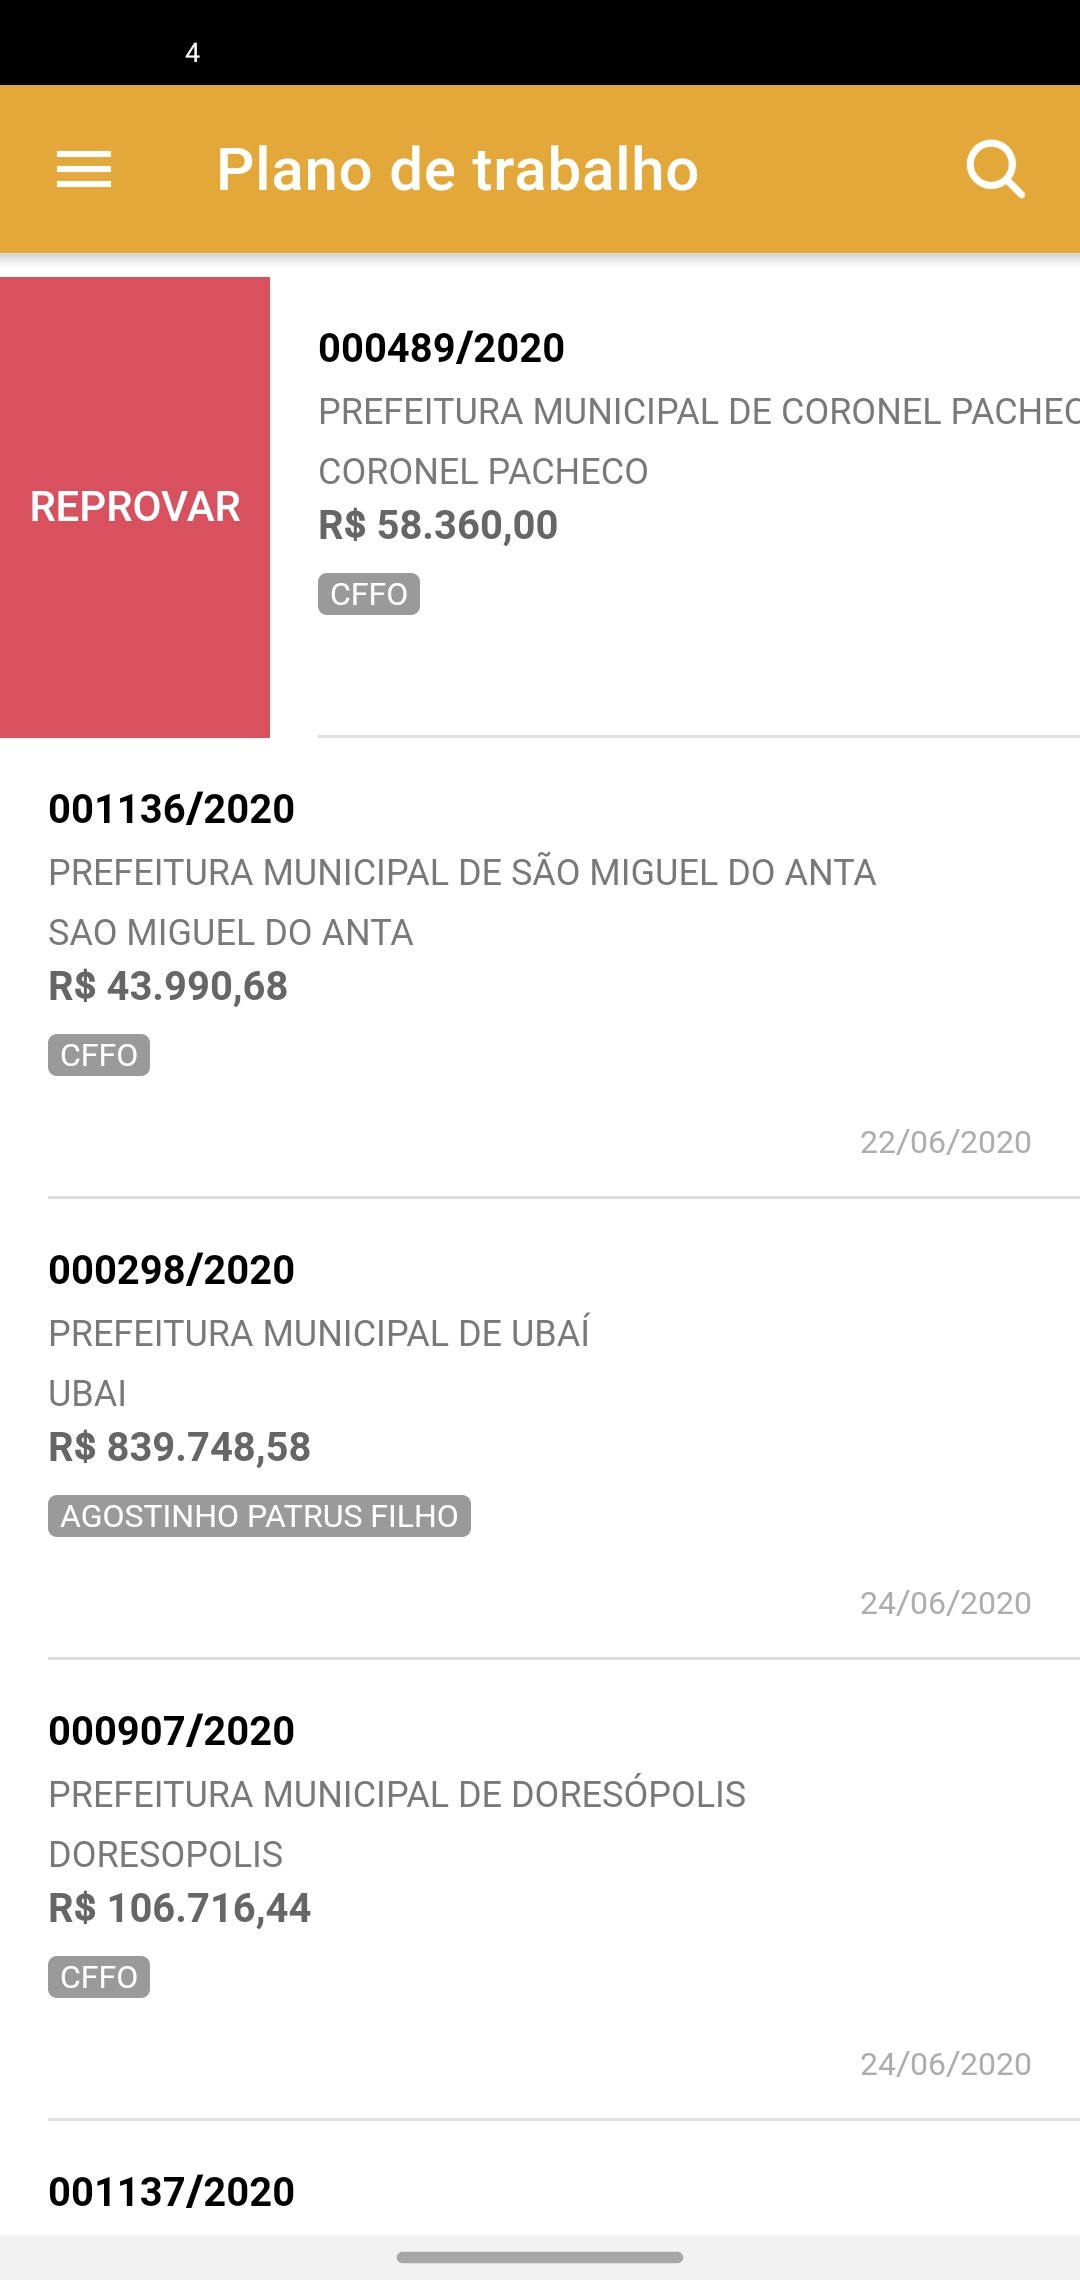 4
Plano de trabalho
REPROVAR
000489/2020
PREFEITURA MUNICIPAL DE CORONEL PACHEC
CORONEL PACHECO
R$ 58.360,00
CFFO
001136/2020
PREFEITURA MUNICIPAL DE SÃO MIGUEL DO ANTA
SAO MIGUEL DO ANTA
R$ 43.990,68
CFFO
22/06/2020
000298/2020
PREFEITURA MUNICIPAL DE UBAÍ
UBAI
R$ 839.748,58
AGOSTINHO PATRUS FILHO
24/06/2020
000907/2020
PREFEITURA MUNICIPAL DE DORESÓPOLIS
DORESOPOLIS
R$ 106.716,44
CFFO
24/06/2020
001137/2020